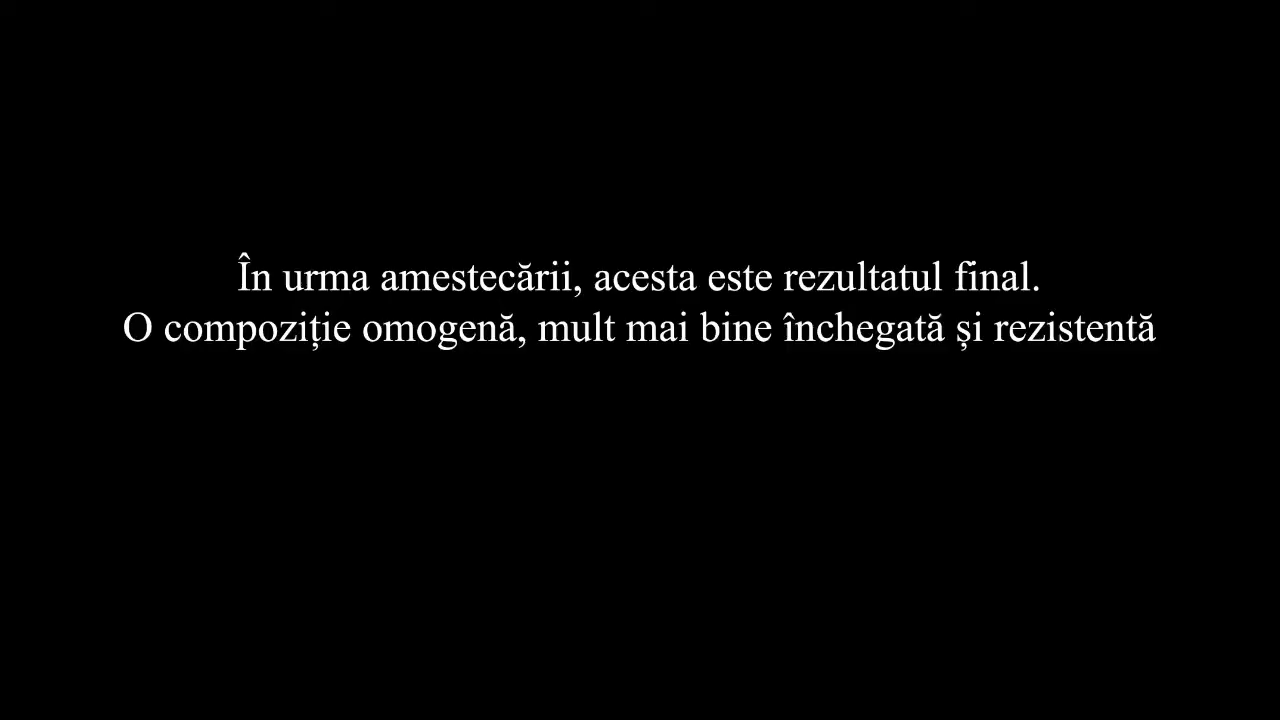 În urma amestecării, acesta este rezultatul final.
O compoziție omogenă, mult mai bine închegată și rezistentă